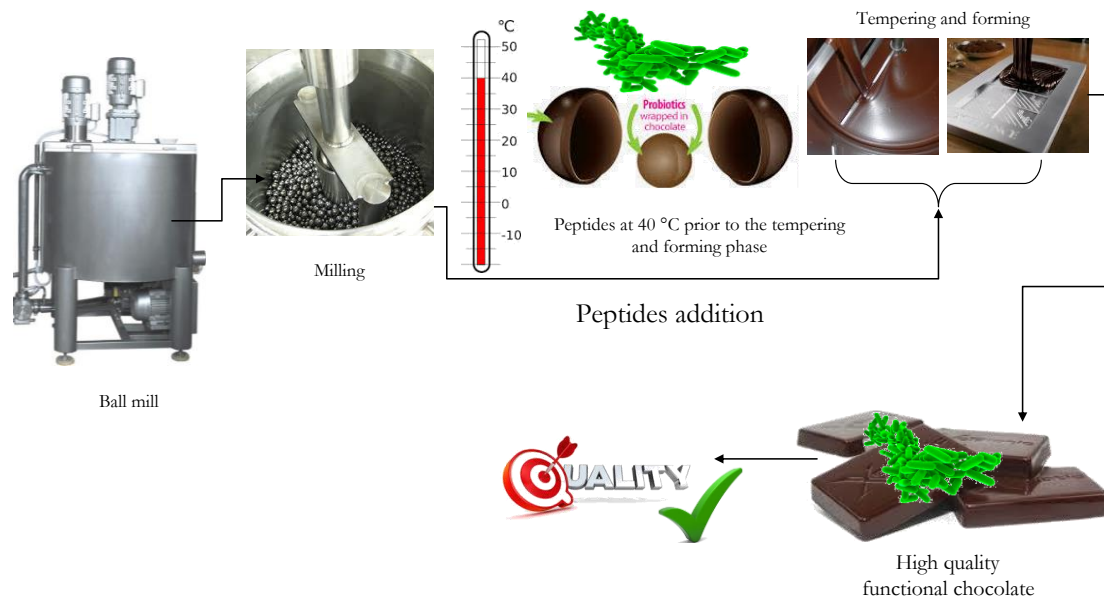 Tempering and forming
°C
50
40
30
20
10
0
-10
Probiotics
wrapped in
chocolate
Peptides at 40 °C prior to the tempering
and forming phase
Milling
Peptides addition
Ball mill
UALITY
High quality
functional chocolate